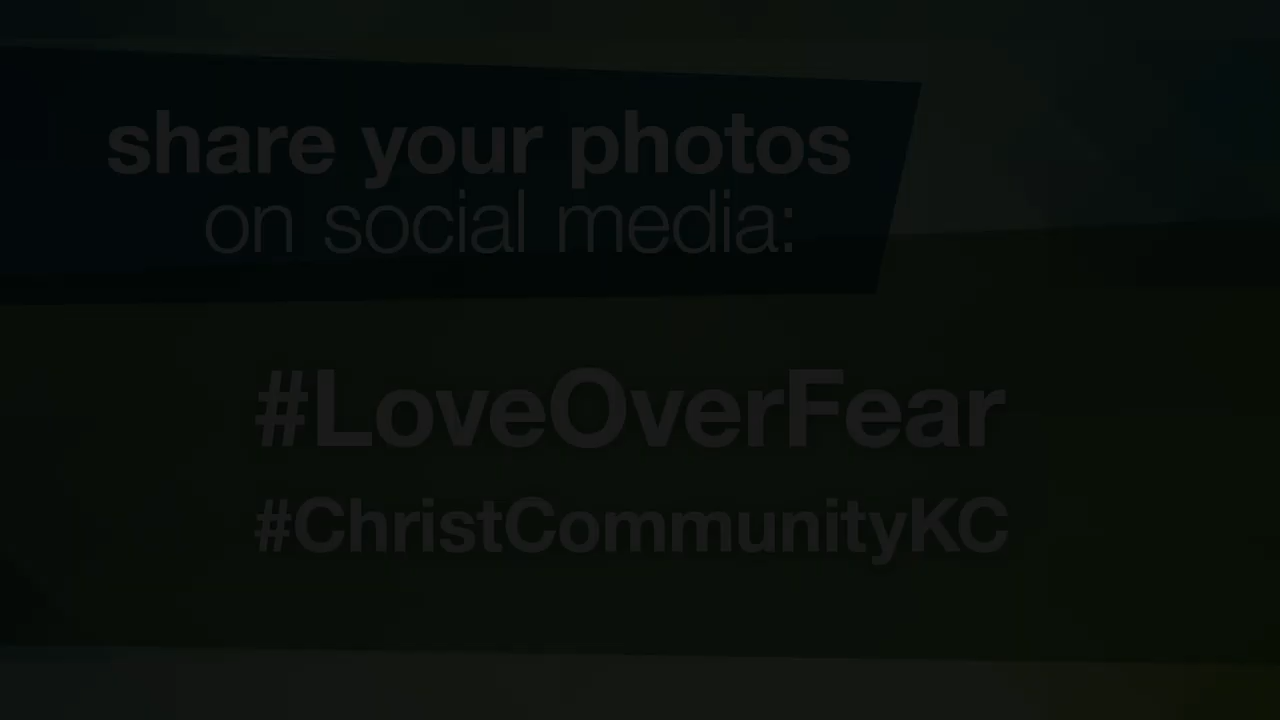 share your photos
on social media:
#LoveOverFear
#ChristCommunityKC